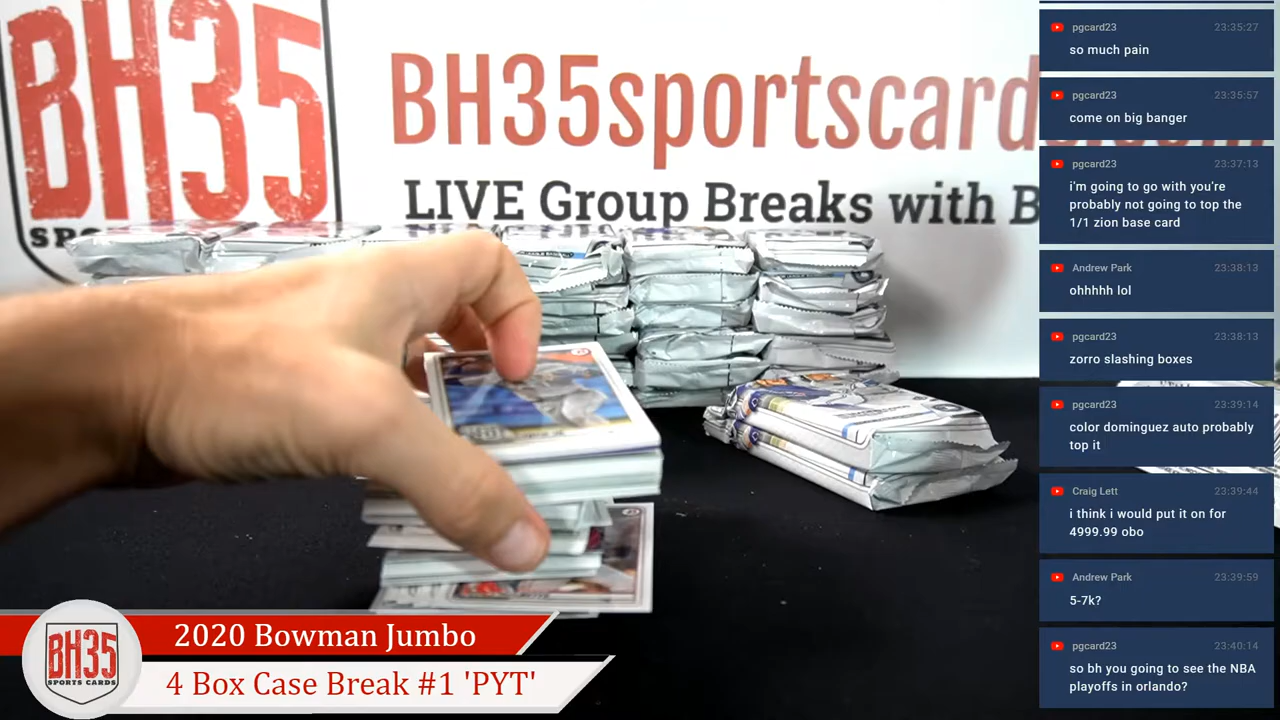 BH35
SPO
BH35sportscard
LIVE Group Breaks with B
pgcard23 23:35:27
so much pain
pgcard23 23:35:57
come on big banger
pgcard23 23:37:13
i'm going to go with you're
probably not going to top the
1/1 zion base card
Andrew Park 23:38:13
ohhhhh lol
pgcard23 23:38:13
zorro slashing boxes
pgcard23 23:39:14
color dominguez auto probably
top it
Craig Lett 23:39:44
i think i would put it on for
4999.99 obo
Andrew Park 23:39:59
5-7k?
pgcard23 23:40:14
so bh you going to see the NBA
playoffs in orlando?
BH35
SPORTS CARDS
2020 Bowman Jumbo
4 Box Case Break #1 'PYT'